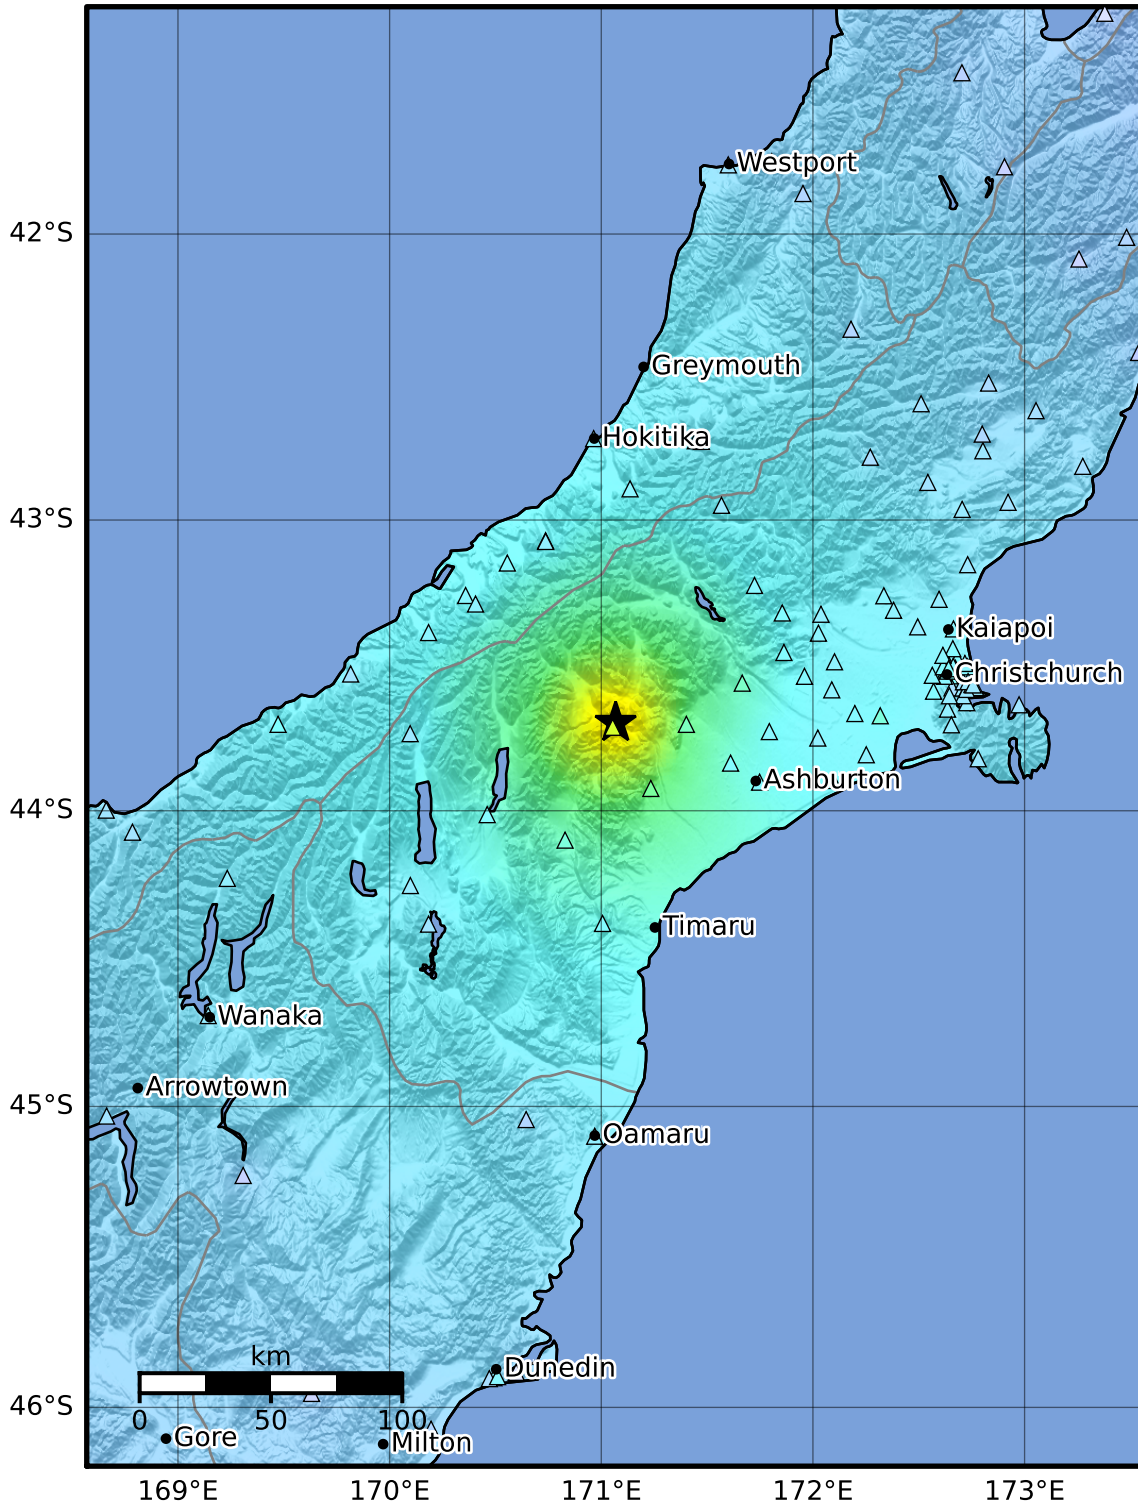 Westport
42°S
Greymouth
Hokitika
43°S
Kaiapoi
Christchurch
Ashburton
44°S
Timaru
Wanaka
Arrowtown
45°S
Oamaru
km
Dunedin
46°S
0 50 100
Gore
Milton
169°E 170°E 171°E 172°E 173°E